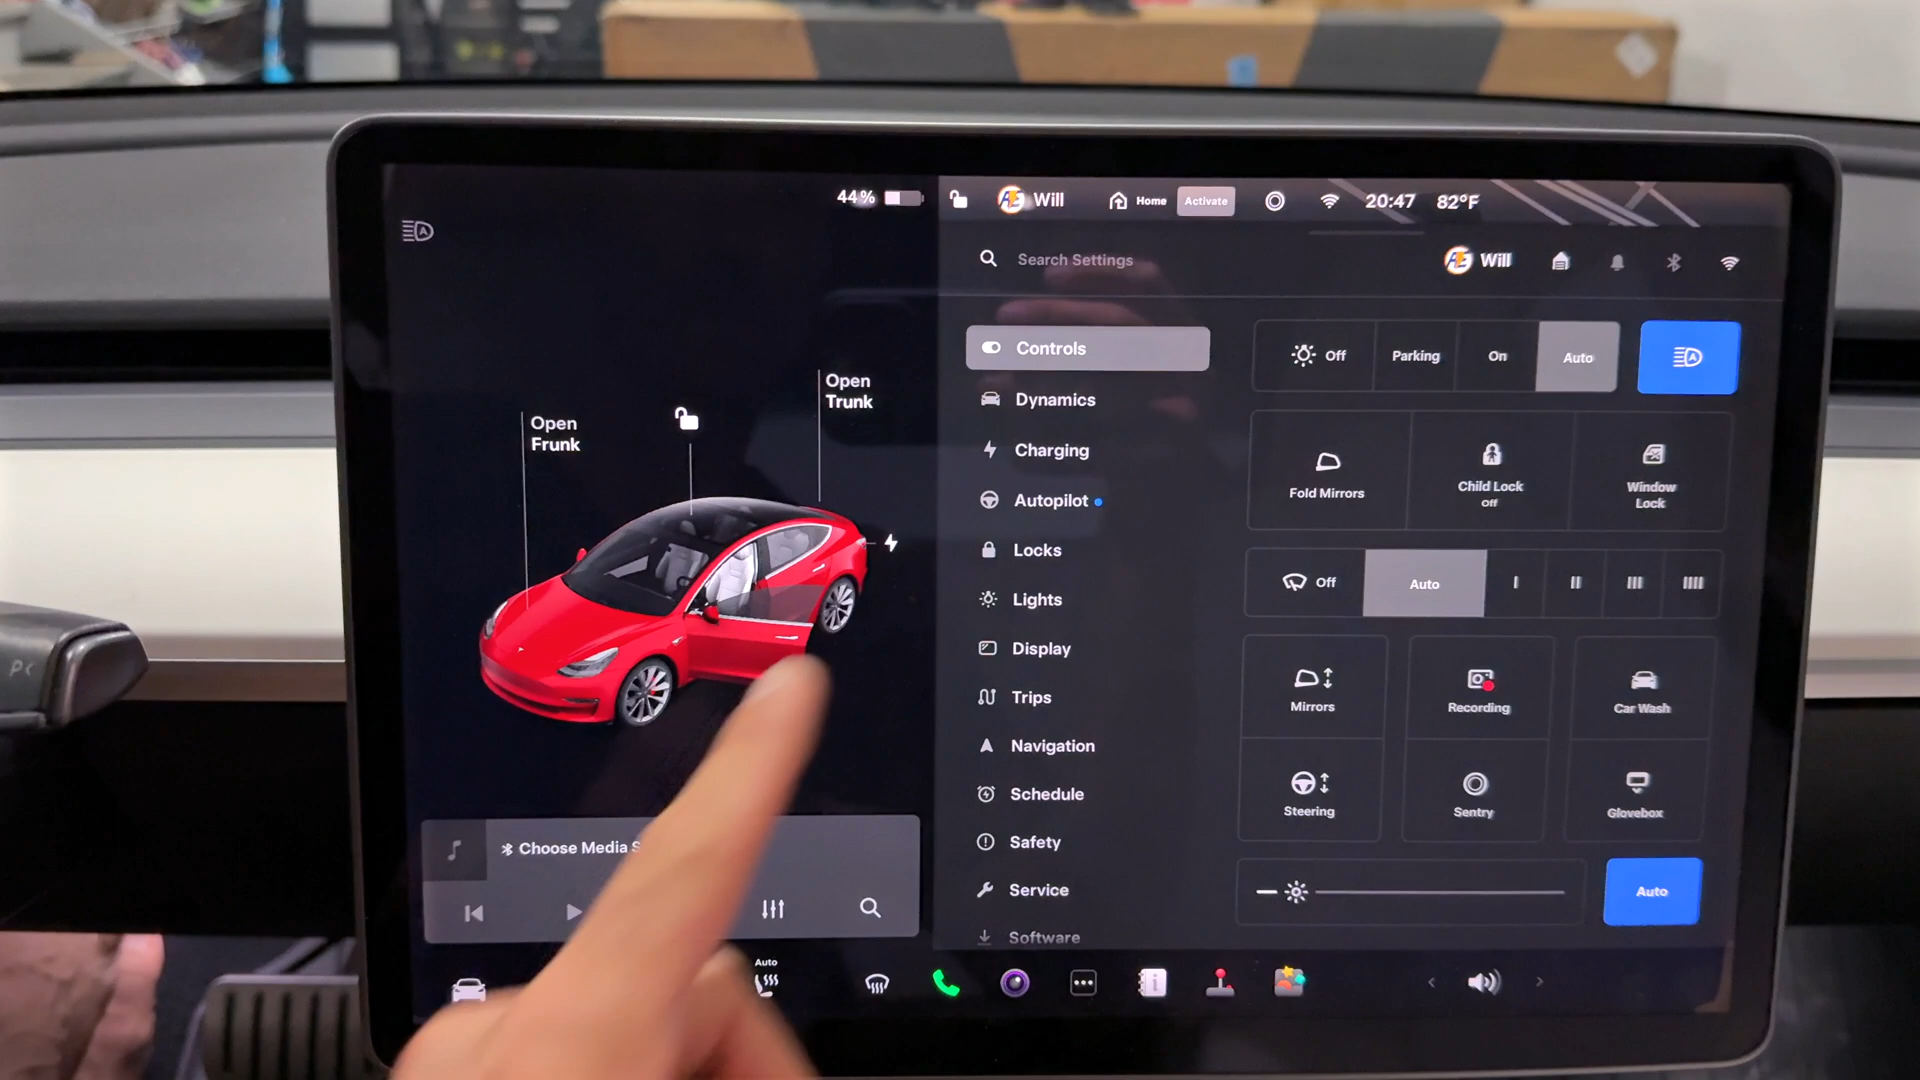 44%
Will
Home
Activate
20:47
82°F
Search Settings
Will
Open
Frunk
Open
Trunk
Choose Media S
Auto
Controls
Dynamics
Charging
Autopilot
Locks
Lights
Display
Trips
Navigation
Schedule
Safety
Service
Software
Off
Parking
On
Auto
A
Fold Mirrors
Child Lock
Off
Window
Lock
Off
Auto
I
II
III
IIII
Mirrors
Recording
Car Wash
Steering
Sentry
Glovebox
Auto
P